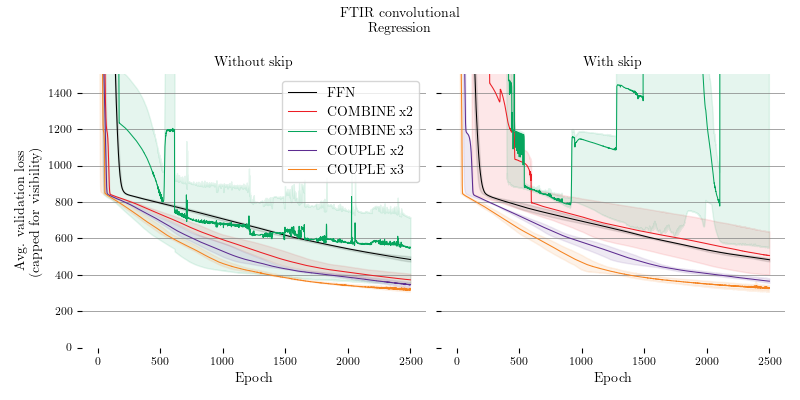 FTIR convolutional
Regression
Without skip
With skip
FFN
COMBINE x2
COMBINE x3
COUPLE x2
COUPLE x3
Avg. validation loss
(capped for visibility)
1400
1200
1000
800
600
400
200
0
0 500 1000 1500 2000 2500
0 500 1000 1500 2000 2500
Epoch
Epoch